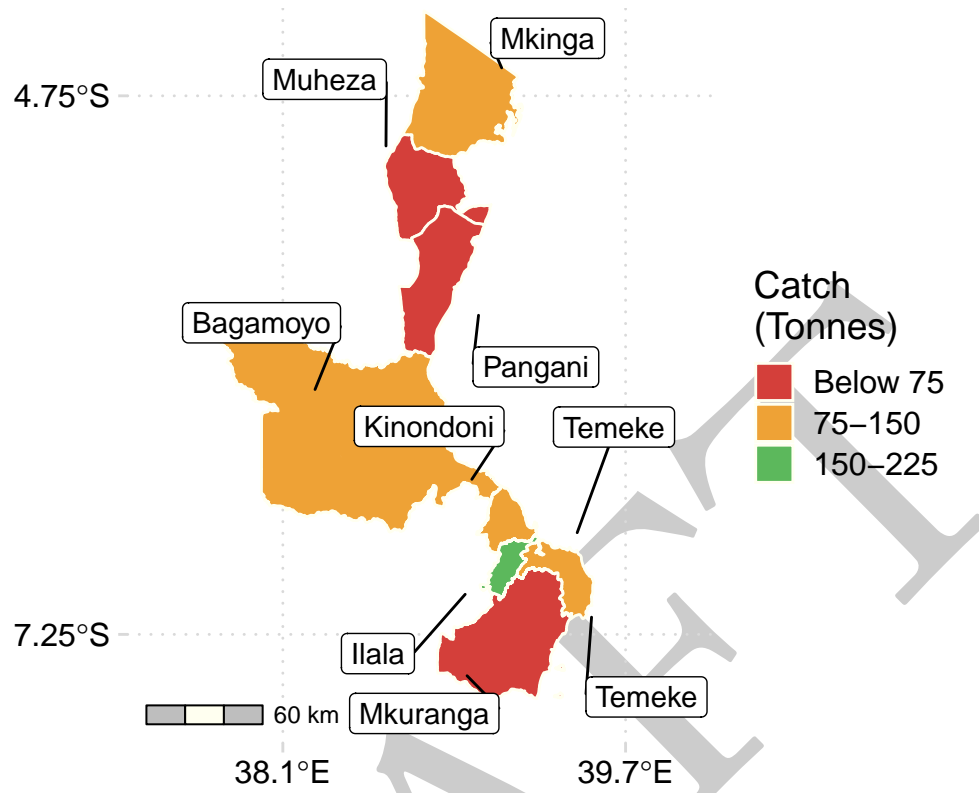 Mkinga
Muheza
4.75°S
Catch
(Tonnes)
Below 75
75–150
150–225
Bagamoyo
Pangani
Kinondoni
Temeke
7.25°S
Ilala
Temeke
Mkuranga
60 km
38.1°E
39.7°E